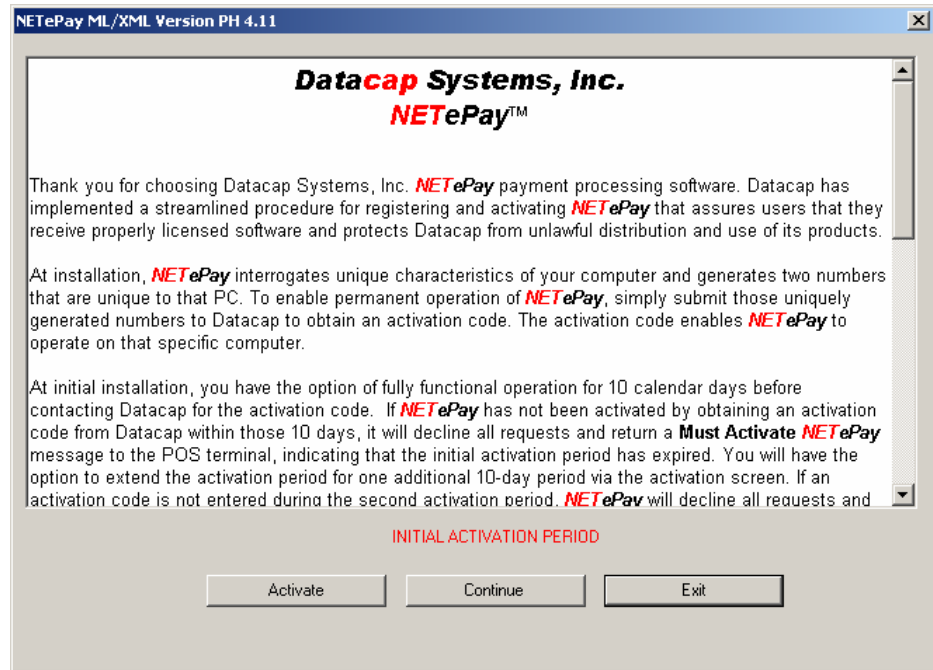 NETePay ML/XML Version PH 4.11
Datacap Systems, Inc.
NETePay™
Thank you for choosing Datacap Systems, Inc. NETePay payment processing software. Datacap has
implemented a streamlined procedure for registering and activating NETePay that assures users that they
receive properly licensed software and protects Datacap from unlawful distribution and use of its products.
At installation, NETePay interrogates unique characteristics of your computer and generates two numbers
that are unique to that PC. To enable permanent operation of NETePay, simply submit those uniquely
generated numbers to Datacap to obtain an activation code. The activation code enables NETePay to
operate on that specific computer.
At initial installation, you have the option of fully functional operation for 10 calendar days before
contacting Datacap for the activation code.  If NETePay has not been activated by obtaining an activation
code from Datacap within those 10 days, it will decline all requests and return a Must Activate NETePay
message to the POS terminal, indicating that the initial activation period has expired. You will have the
option to extend the activation period for one additional 10-day period via the activation screen. If an
activation code is not entered during the second activation period, NETePay will decline all requests and
INITIAL ACTIVATION PERIOD
Activate Continue Exit